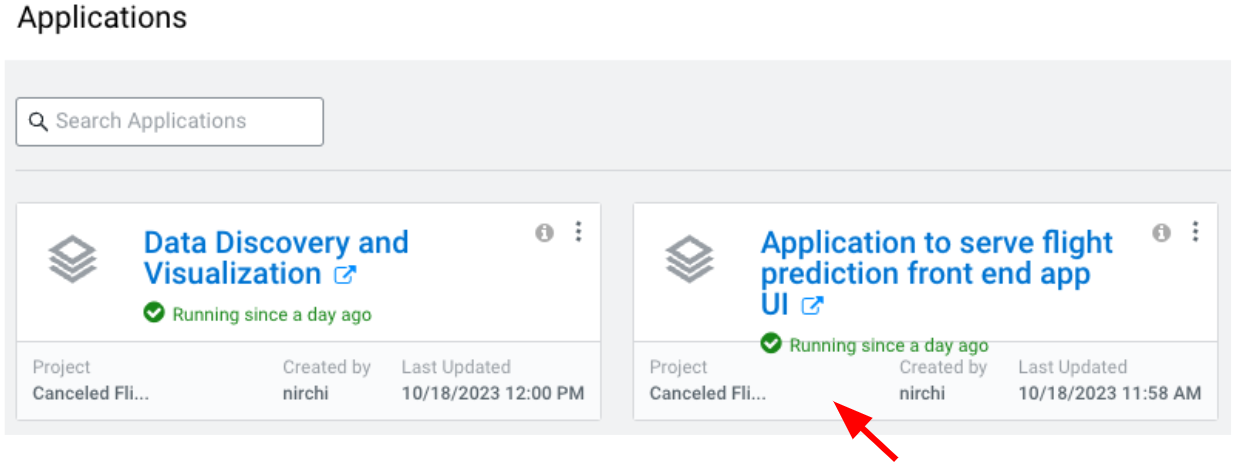 Applications
Search Applications
Data Discovery and
Visualization
Running since a day ago
Project
Canceled Fli...
Created by
nirchi
Last Updated
10/18/2023 12:00 PM
Application to serve flight
prediction front end app
UI
Running since a day ago
Project
Canceled Fli...
Created by
nirchi
Last Updated
10/18/2023 11:58 AM